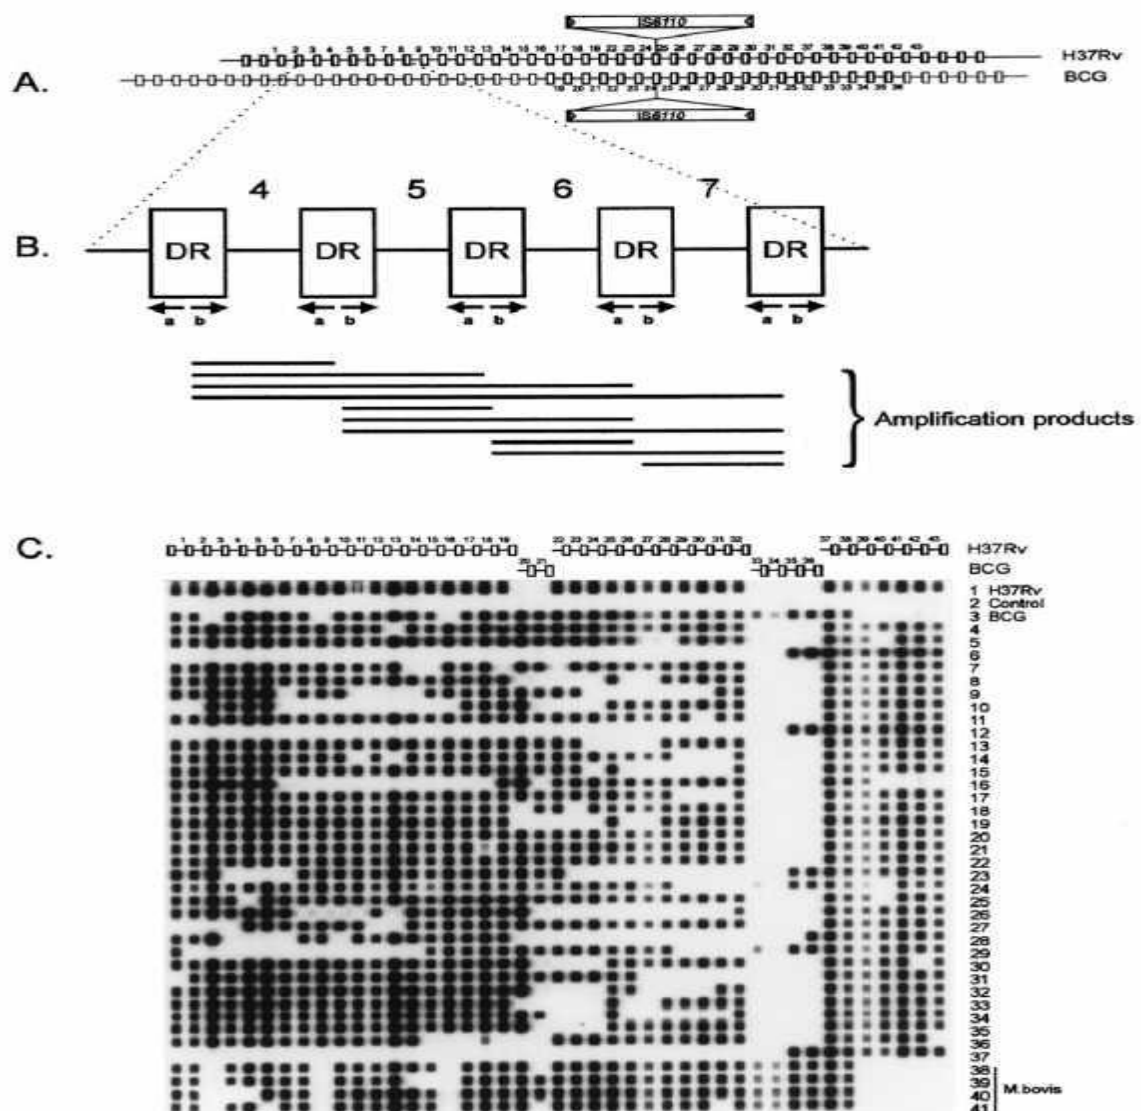 IS6110
1 2 3 4 5 6 7 8 9 10 11 12 13 14 15 16 17 18 19 22 23 24 25 26 27 28 29 30 31 32 37 38 39 40 41 42 43
H37Rv
A.
BCG
IS6110
4 5 6 7
B.
DR DR DR DR DR
a b a b a b a b a b
Amplification products
C.
1 2 3 4 5 6 7 8 9 10 11 12 13 14 15 16 17 18 19 22 23 24 25 26 27 28 29 30 31 32 37 38 39 40 41 42 43 H37Rv
20 21 33 34 35 36 BCG
1 H37Rv
2 Control
3 BCG
4
5
6
7
8
9
10
11
12
13
14
15
16
17
18
19
20
21
22
23
24
25
26
27
28
29
30
31
32
33
34
35
36
37
38
39
M.bovis
40
41